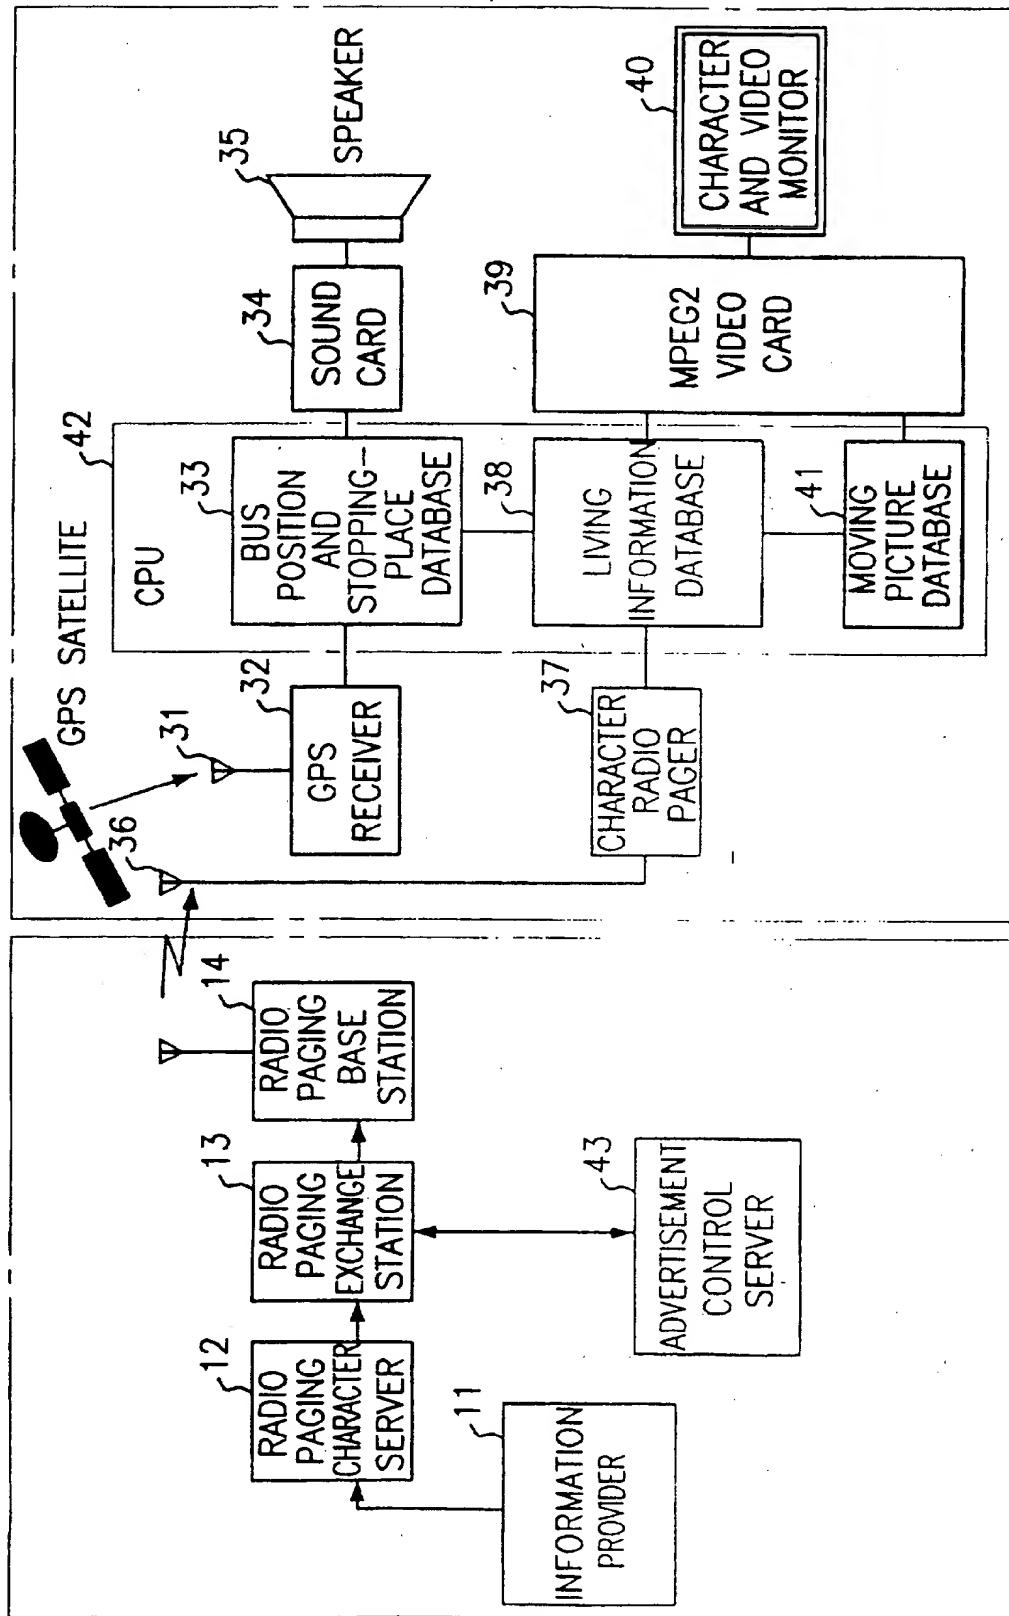 11
INFORMATION
PROVIDER
12
RADIO
PAGING
CHARACTER
SERVER
13
RADIO
PAGING
EXCHANGE
STATION
14
RADIO
PAGING
BASE
STATION
43
ADVERTISEMENT
CONTROL
SERVER
GPS SATELLITE
36
31
32
GPS
RECEIVER
37
CHARACTER
RADIO
PAGER
42
CPU
33
BUS
POSITION
AND
STOPPING-
PLACE
DATABASE
38
LIVING
INFORMATION
DATABASE
41
MOVING
PICTURE
DATABASE
34
SOUND
CARD
35
SPEAKER
39
MPEG2
VIDEO
CARD
40
CHARACTER
AND VIDEO
MONITOR